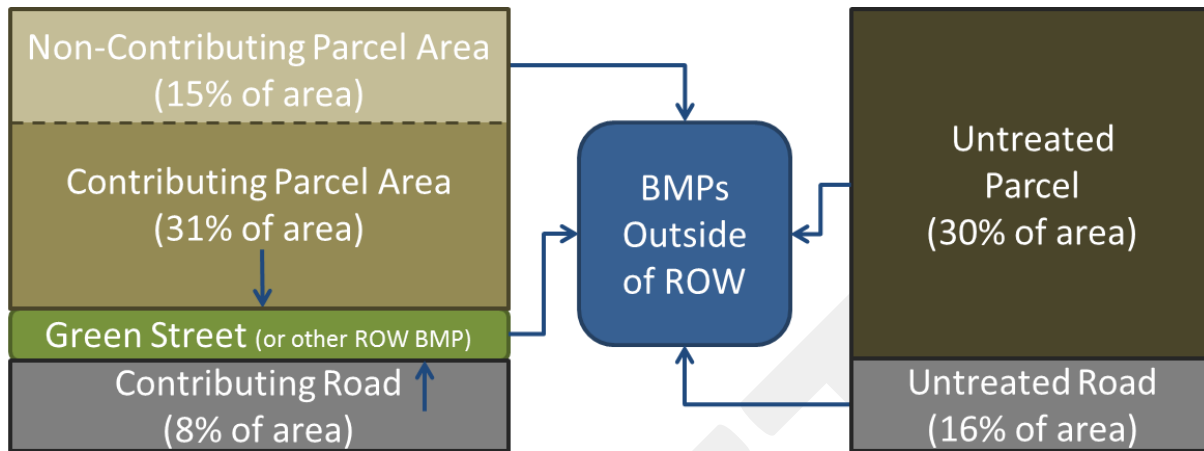 Non-Contributing Parcel Area
(15% of area)
Contributing Parcel Area
(31% of area)
Green Street (or other ROW BMP)
Contributing Road
(8% of area)
BMPs
Outside
of ROW
Untreated
Parcel
(30% of area)
Untreated Road
(16% of area)